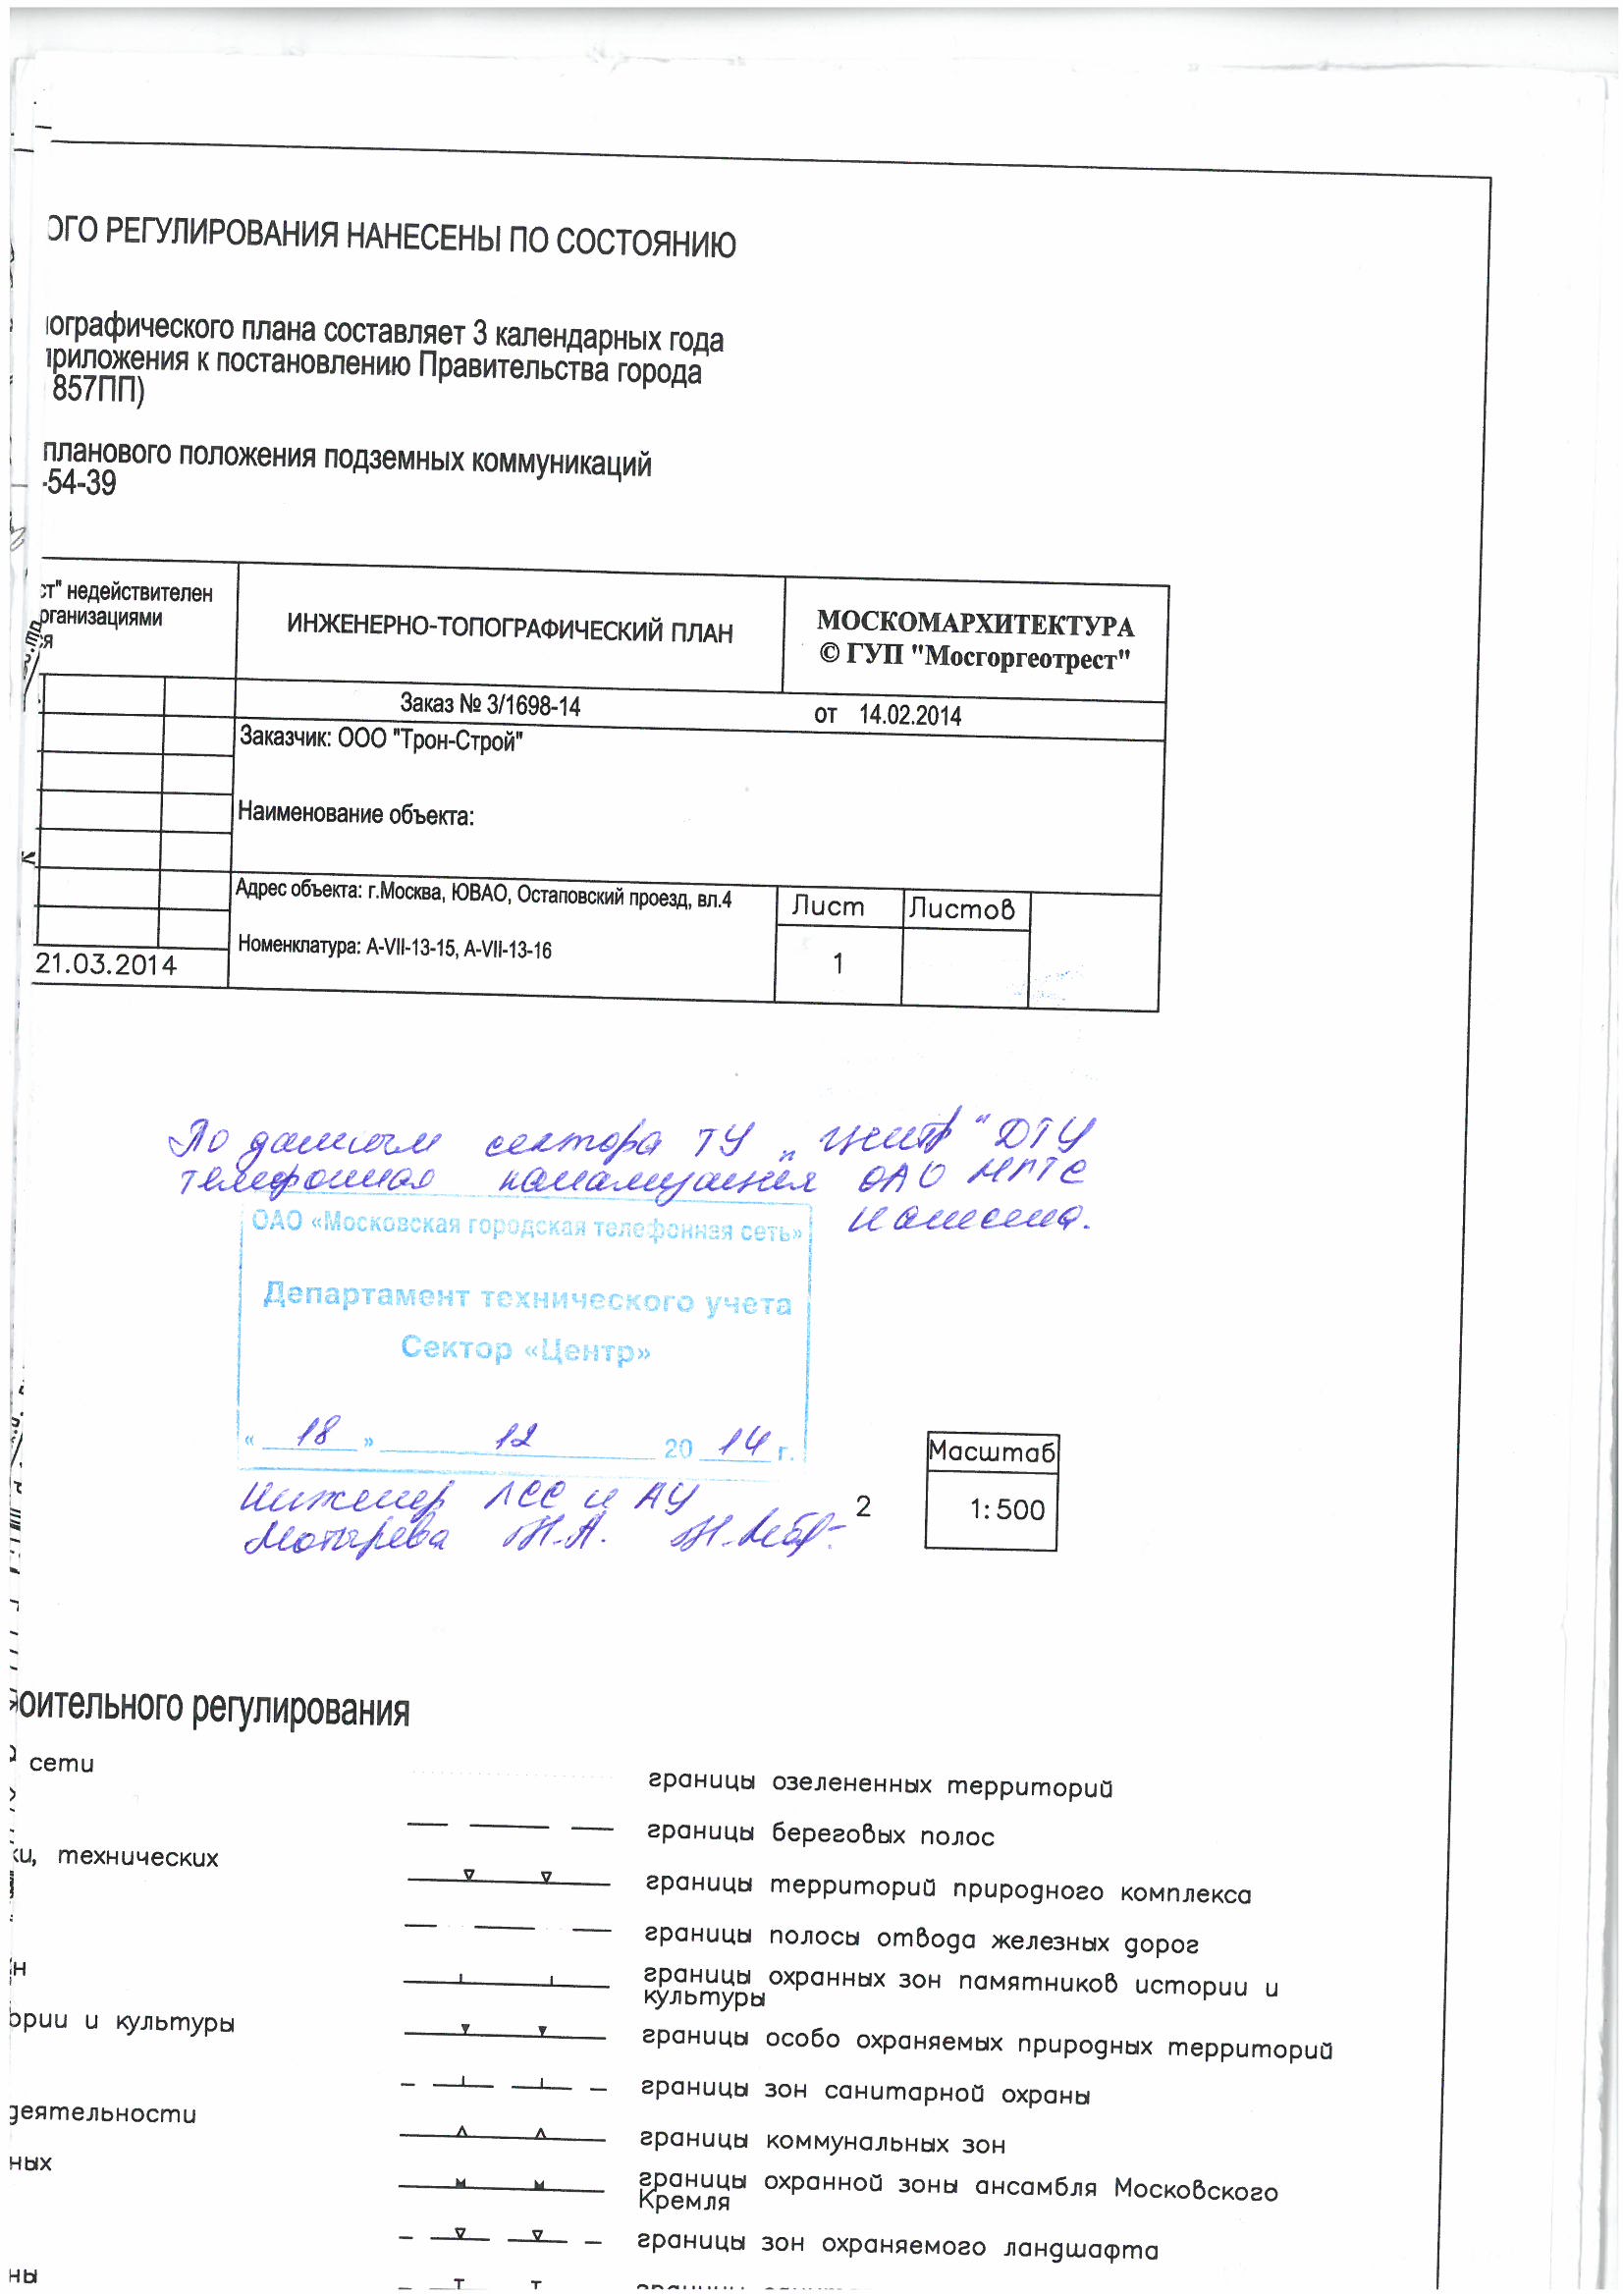 ОГО РЕГУЛИРОВАНИЯ НАНЕСЕНЫ ПО СОСТОЯНИЮ
ографического плана составляет 3 календарных года
приложения к постановлению Правительства города
857ПП)
планового положения подземных коммуникаций
-54-39
ст" недействителен
организациями
ся
ИНЖЕНЕРНО-ТОПОГРАФИЧЕСКИЙ ПЛАН
МОСКОМАРХИТЕКТУРА
© ГУП "Мосгоргеотрест"
Заказ № 3/1698-14 от 14.02.2014
Заказчик: ООО "Трон-Строй"
Наименование объекта:
Адрес объекта: г.Москва, ЮВАО, Остаповский проезд, вл.4
Лист Листов
Номенклатура: А-VII-13-15, А-VII-13-16
1
21.03.2014
По данным сектора ТУ „Центр" ДТУ
телефонная канализация ОАО МГТС
нанесена.
ОАО «Московская городская телефонная сеть»
Департамент технического учета
Сектор «Центр»
« 18 » 12 20 14 г.
Инженер ЛСС и АУ
Мотырева Н.А.
2
Масштаб
1:500
оительного регулирования
сети
ки, технических
н
ории и культуры
деятельности
ных
ны
границы озелененных территорий
границы береговых полос
границы территорий природного комплекса
границы полосы отвода железных дорог
границы охранных зон памятников истории и
культуры
границы особо охраняемых природных территорий
границы зон санитарной охраны
границы коммунальных зон
границы охранной зоны ансамбля Московского
Кремля
границы зон охраняемого ландшафта